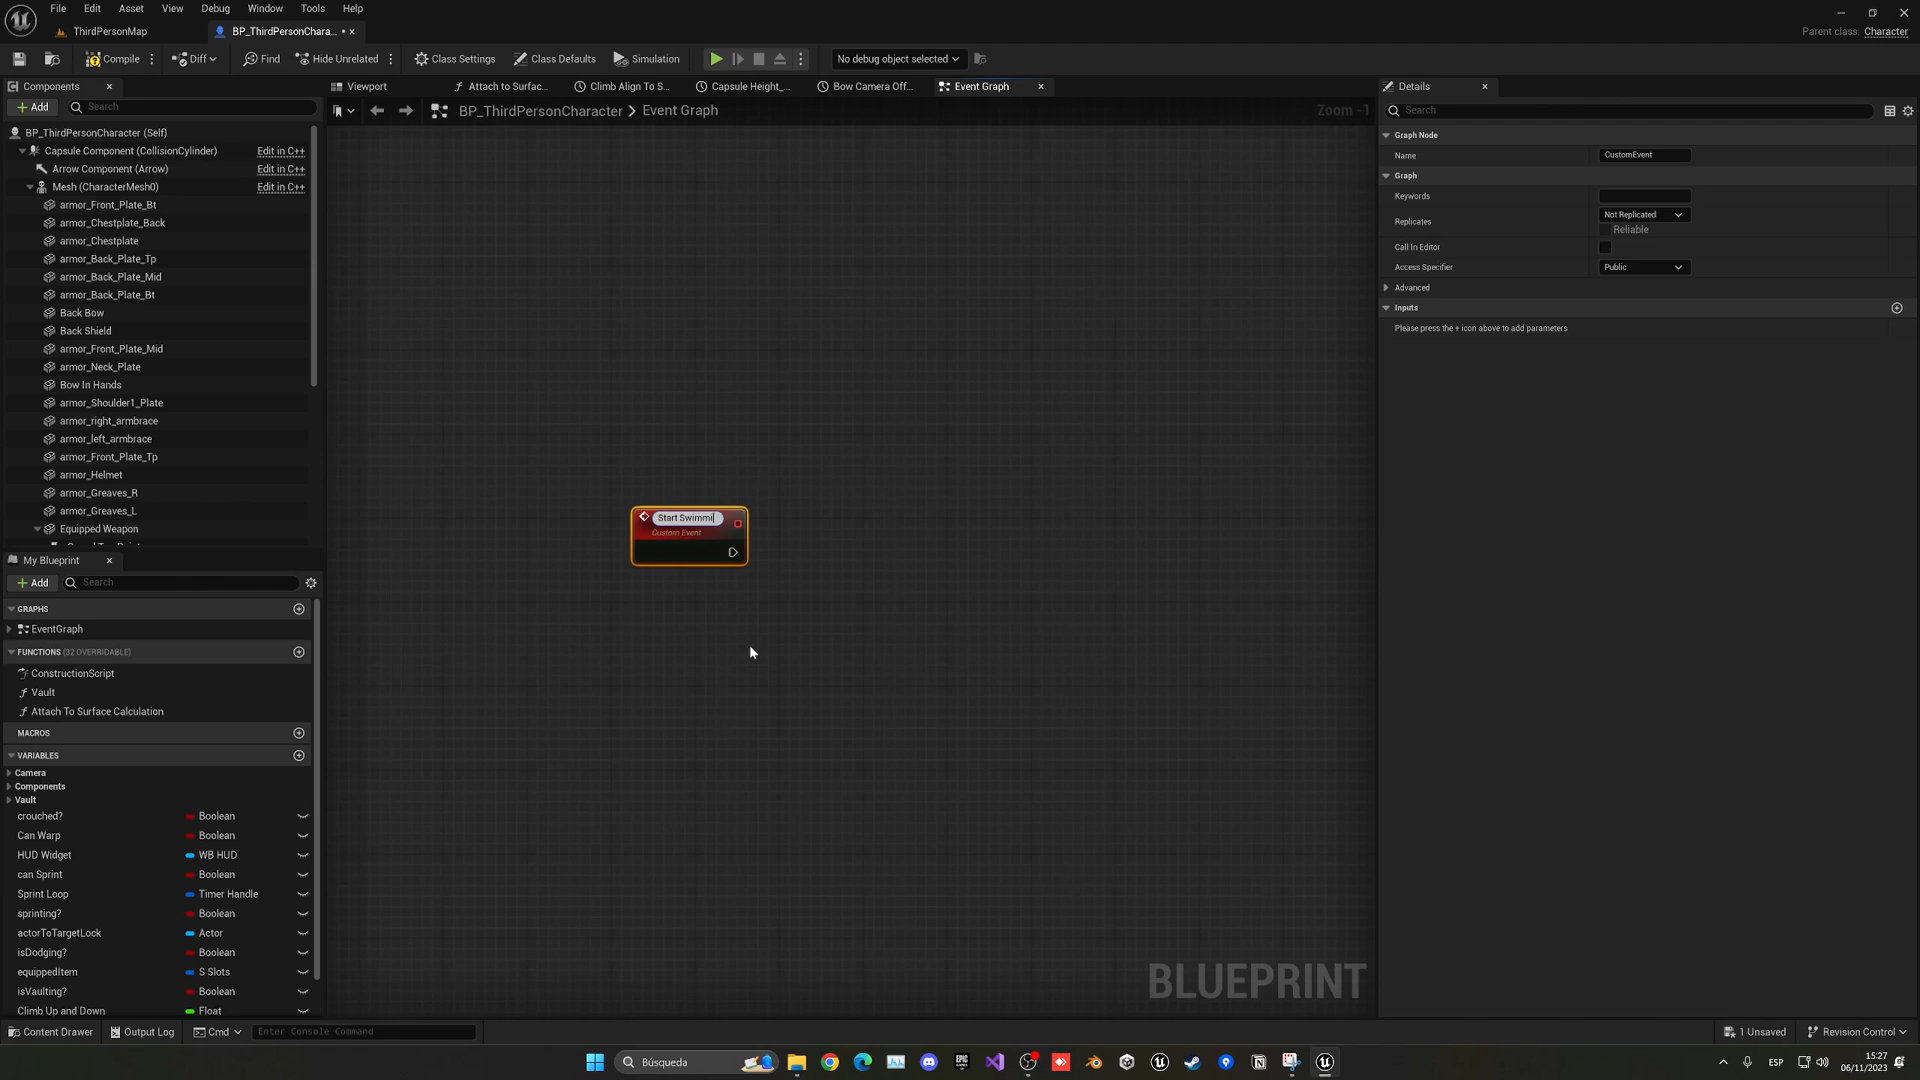 File Edit Asset View Debug Window Tools Help
ThirdPersonMap
BP_ThirdPersonChara...
Parent class: Character
Compile
Diff
Find
Hide Unrelated
Class Settings
Class Defaults
Simulation
No debug object selected
Components
Add
Search
BP_ThirdPersonCharacter (Self)
Capsule Component (CollisionCylinder) Edit in C++
Arrow Component (Arrow) Edit in C++
Mesh (CharacterMesh0) Edit in C++
armor_Front_Plate_Bt
armor_Chestplate_Back
armor_Chestplate
armor_Back_Plate_Tp
armor_Back_Plate_Mid
armor_Back_Plate_Bt
Back Bow
Back Shield
armor_Front_Plate_Mid
armor_Neck_Plate
Bow In Hands
armor_Shoulder1_Plate
armor_right_armbrace
armor_left_armbrace
armor_Front_Plate_Tp
armor_Helmet
armor_Greaves_R
armor_Greaves_L
Equipped Weapon
My Blueprint
Add
Search
GRAPHS
EventGraph
FUNCTIONS (32 OVERRIDABLE)
ConstructionScript
Vault
Attach To Surface Calculation
MACROS
VARIABLES
Camera
Components
Vault
crouched? Boolean
Can Warp Boolean
HUD Widget WB HUD
can Sprint Boolean
Sprint Loop Timer Handle
sprinting? Boolean
actorToTargetLock Actor
isDodging? Boolean
equippedItem S Slots
isVaulting? Boolean
Climb Up and Down Float
Viewport
Attach to Surfac...
Climb Align To S...
Capsule Height_...
Bow Camera Off...
Event Graph
BP_ThirdPersonCharacter > Event Graph
Zoom -1
Start Swimmi
Custom Event
BLUEPRINT
Details
Search
Graph Node
Name CustomEvent
Graph
Keywords
Replicates Not Replicated
Reliable
Call In Editor
Access Specifier Public
Advanced
Inputs
Please press the + icon above to add parameters
Content Drawer
Output Log
Cmd
Enter Console Command
1 Unsaved
Revision Control
Búsqueda
ESP
15:27
06/11/2023